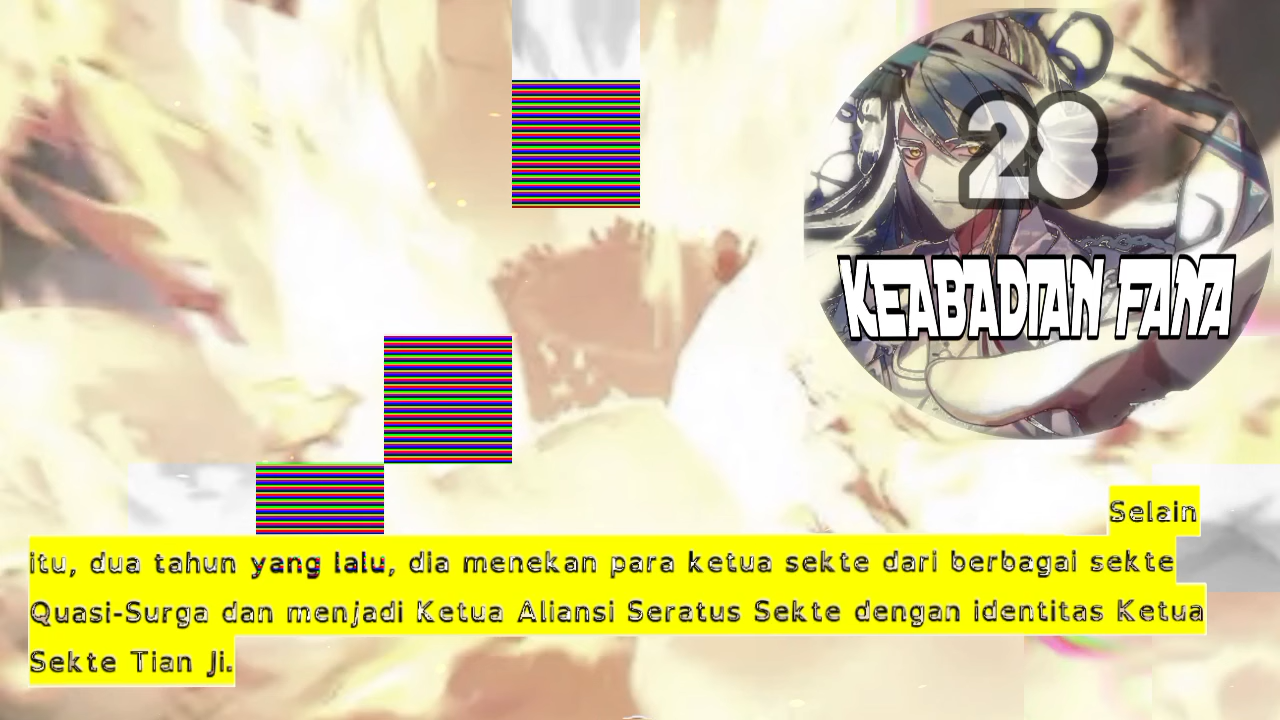 28
KEABADIAN FANA
Selain
itu, dua tahun yang lalu, dia menekan para ketua sekte dari berbagai sekte
Quasi-Surga dan menjadi Ketua Aliansi Seratus Sekte dengan identitas Ketua
Sekte Tian Ji.